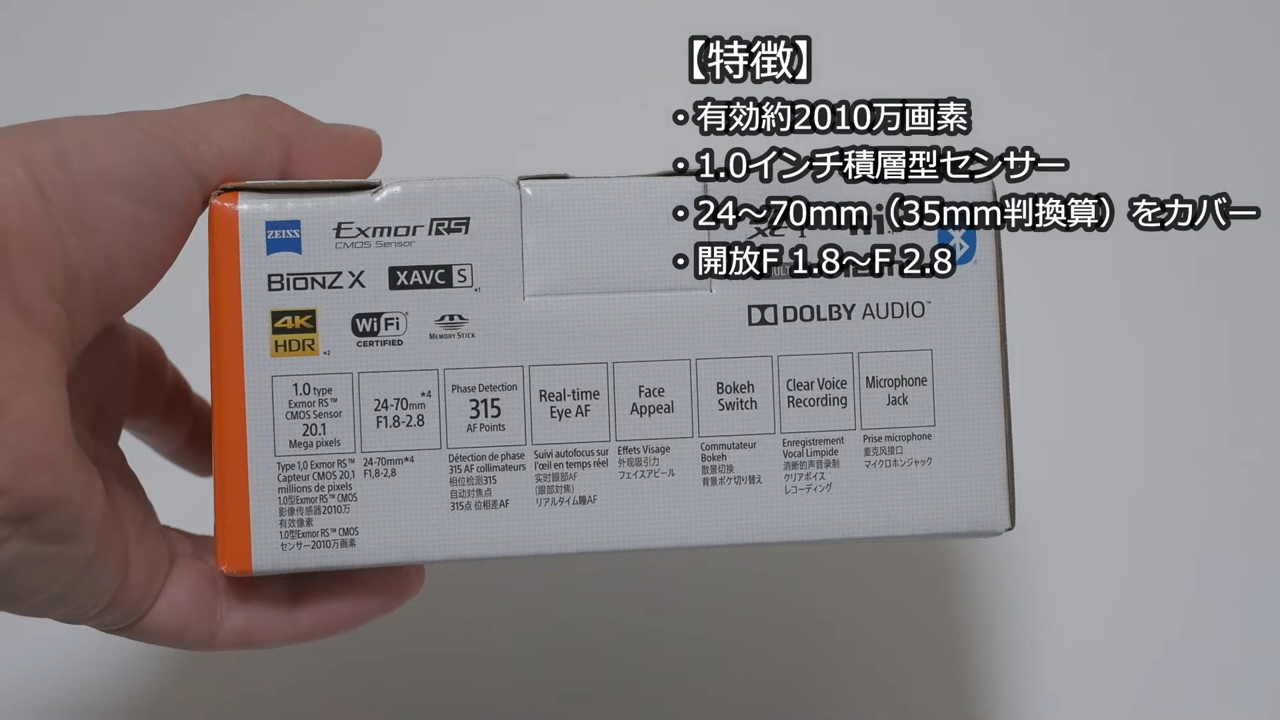 【特徴】
・有効約2010万画素
・1.0インチ積層型センサー
・24～70mm（35mm判換算）をカバー
・開放F 1.8～F 2.8
ZEISS
Exmor RS
CMOS Sensor
BIONZ X
XAVC S *1
4K
HDR *2
Wi Fi
CERTIFIED
MEMORY STICK
DOLBY AUDIO™
1.0 type
Exmor RS™
CMOS Sensor
20.1
Mega pixels
24-70mm *4
F1.8-2.8
Phase Detection
315
AF Points
Real-time
Eye AF
Face
Appeal
Bokeh
Switch
Clear Voice
Recording
Microphone
Jack
Type 1,0 Exmor RS™
Capteur CMOS 20,1
millions de pixels
1.0型Exmor RS™ CMOS
影像传感器2010万
有效像素
1.0型Exmor RS™ CMOS
センサー2010万画素
24-70mm*4
F1,8-2,8
Détection de phase
315 AF collimateurs
相位检测315
自动对焦点
315点 位相差AF
Suivi autofocus sur
l'œil en temps réel
实时眼部AF
(眼部对焦)
リアルタイム瞳AF
Effets Visage
外观吸引力
フェイスアピール
Commutateur
Bokeh
散景切换
背景ボケ切り替え
Enregistrement
Vocal Limpide
清晰的声音录制
クリアボイス
レコーディング
Prise microphone
麦克风接口
マイクロホンジャック